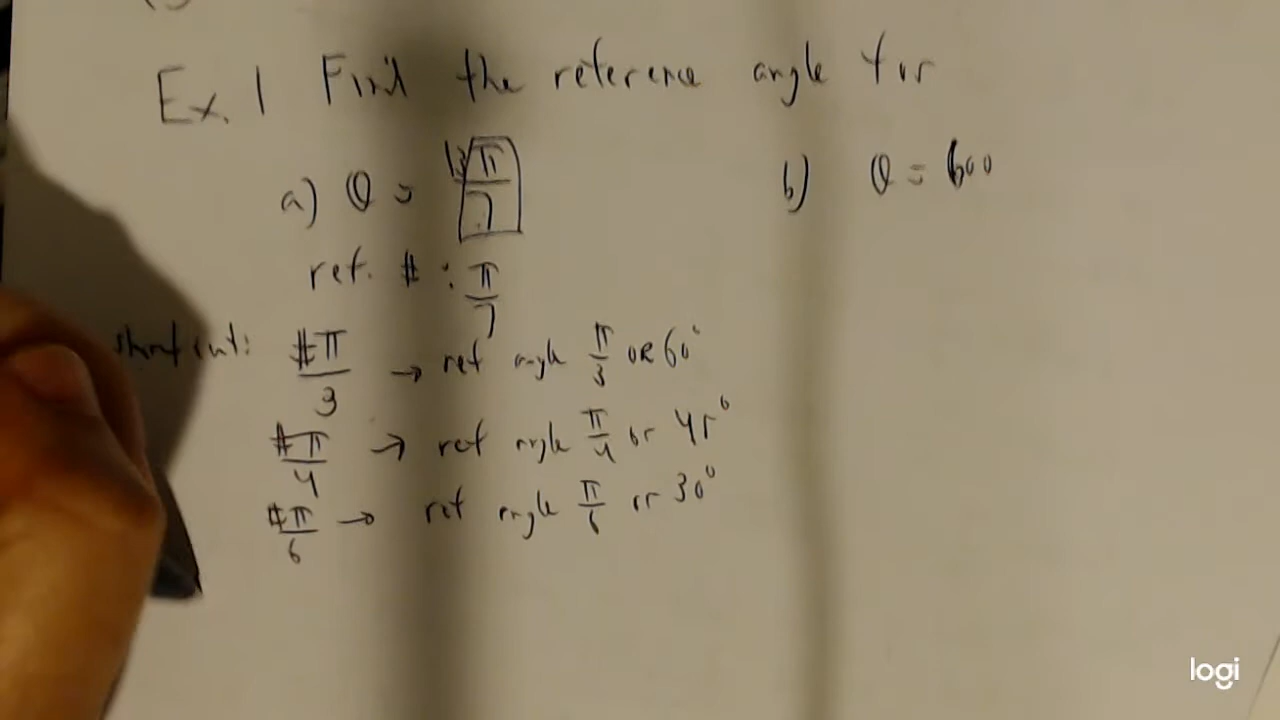 Ex. 1 Find the reference angle for
a) θ = 13π/7
b) θ = 600
ref. # : π/7
shortcut: #π/3 → ref angle π/3 OR 60°
#π/4 → ref angle π/4 or 45°
#π/6 → ref angle π/6 or 30°
logi